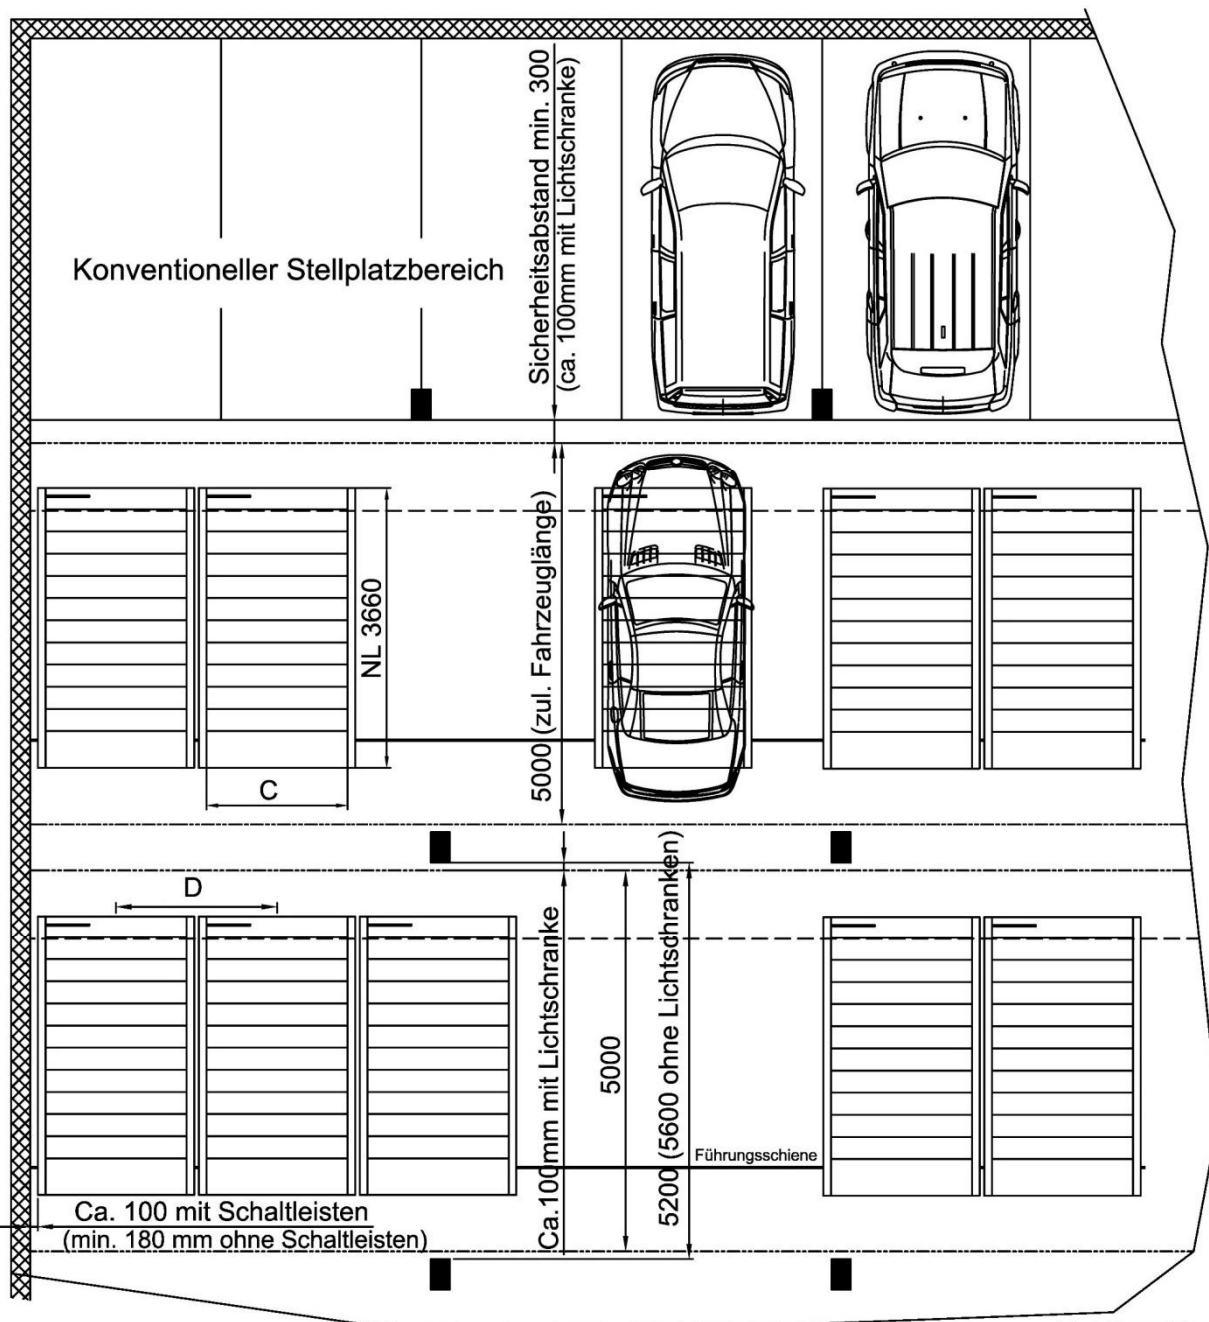 Sicherheitsabstand min. 300
(ca. 100mm mit Lichtschranke)
Konventioneller Stellplatzbereich
NL 3660
5000 (zul. Fahrzeuglänge)
C
D
Ca.100mm mit Lichtschranke
5000
5200 (5600 ohne Lichtschranken)
Führungsschiene
Ca. 100 mit Schaltleisten
(min. 180 mm ohne Schaltleisten)